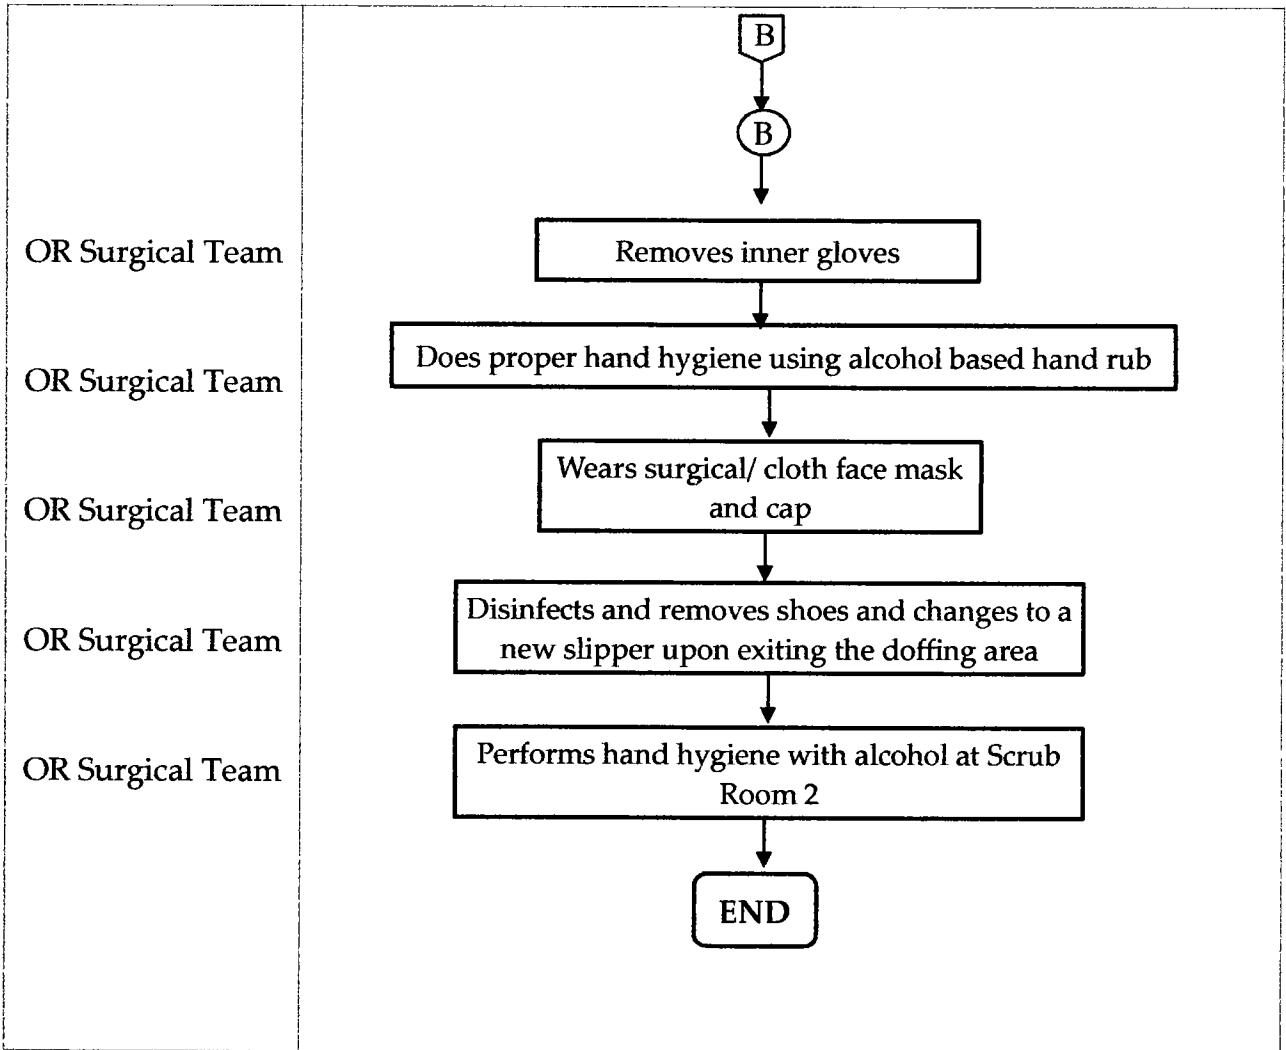 B
B
OR Surgical Team
Removes inner gloves
OR Surgical Team
Does proper hand hygiene using alcohol based hand rub
OR Surgical Team
Wears surgical/ cloth face mask
and cap
OR Surgical Team
Disinfects and removes shoes and changes to a
new slipper upon exiting the doffing area
OR Surgical Team
Performs hand hygiene with alcohol at Scrub
Room 2
END